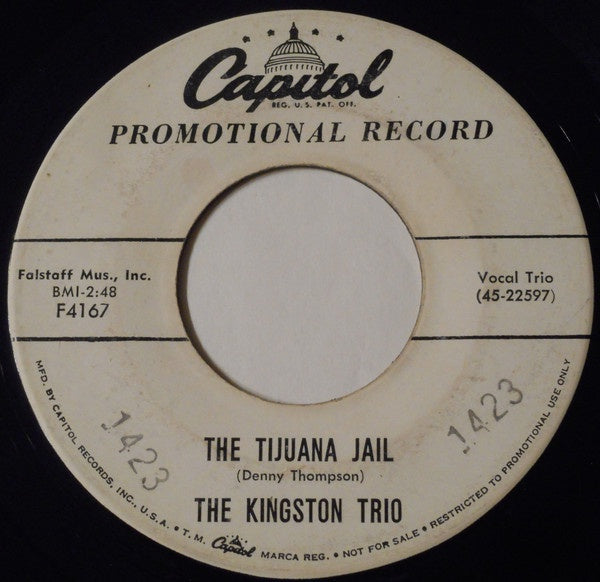 Capitol
REG. U.S. PAT. OFF.
PROMOTIONAL RECORD
Falstaff Mus., Inc.
BMI-2:48
F4167
Vocal Trio
(45-22597)
1423
1423
THE TIJUANA JAIL
(Denny Thompson)
THE KINGSTON TRIO
MFD. BY CAPITOL RECORDS, INC., U.S.A. • T.M. Capitol MARCA REG. • NOT FOR SALE • RESTRICTED TO PROMOTIONAL USE ONLY